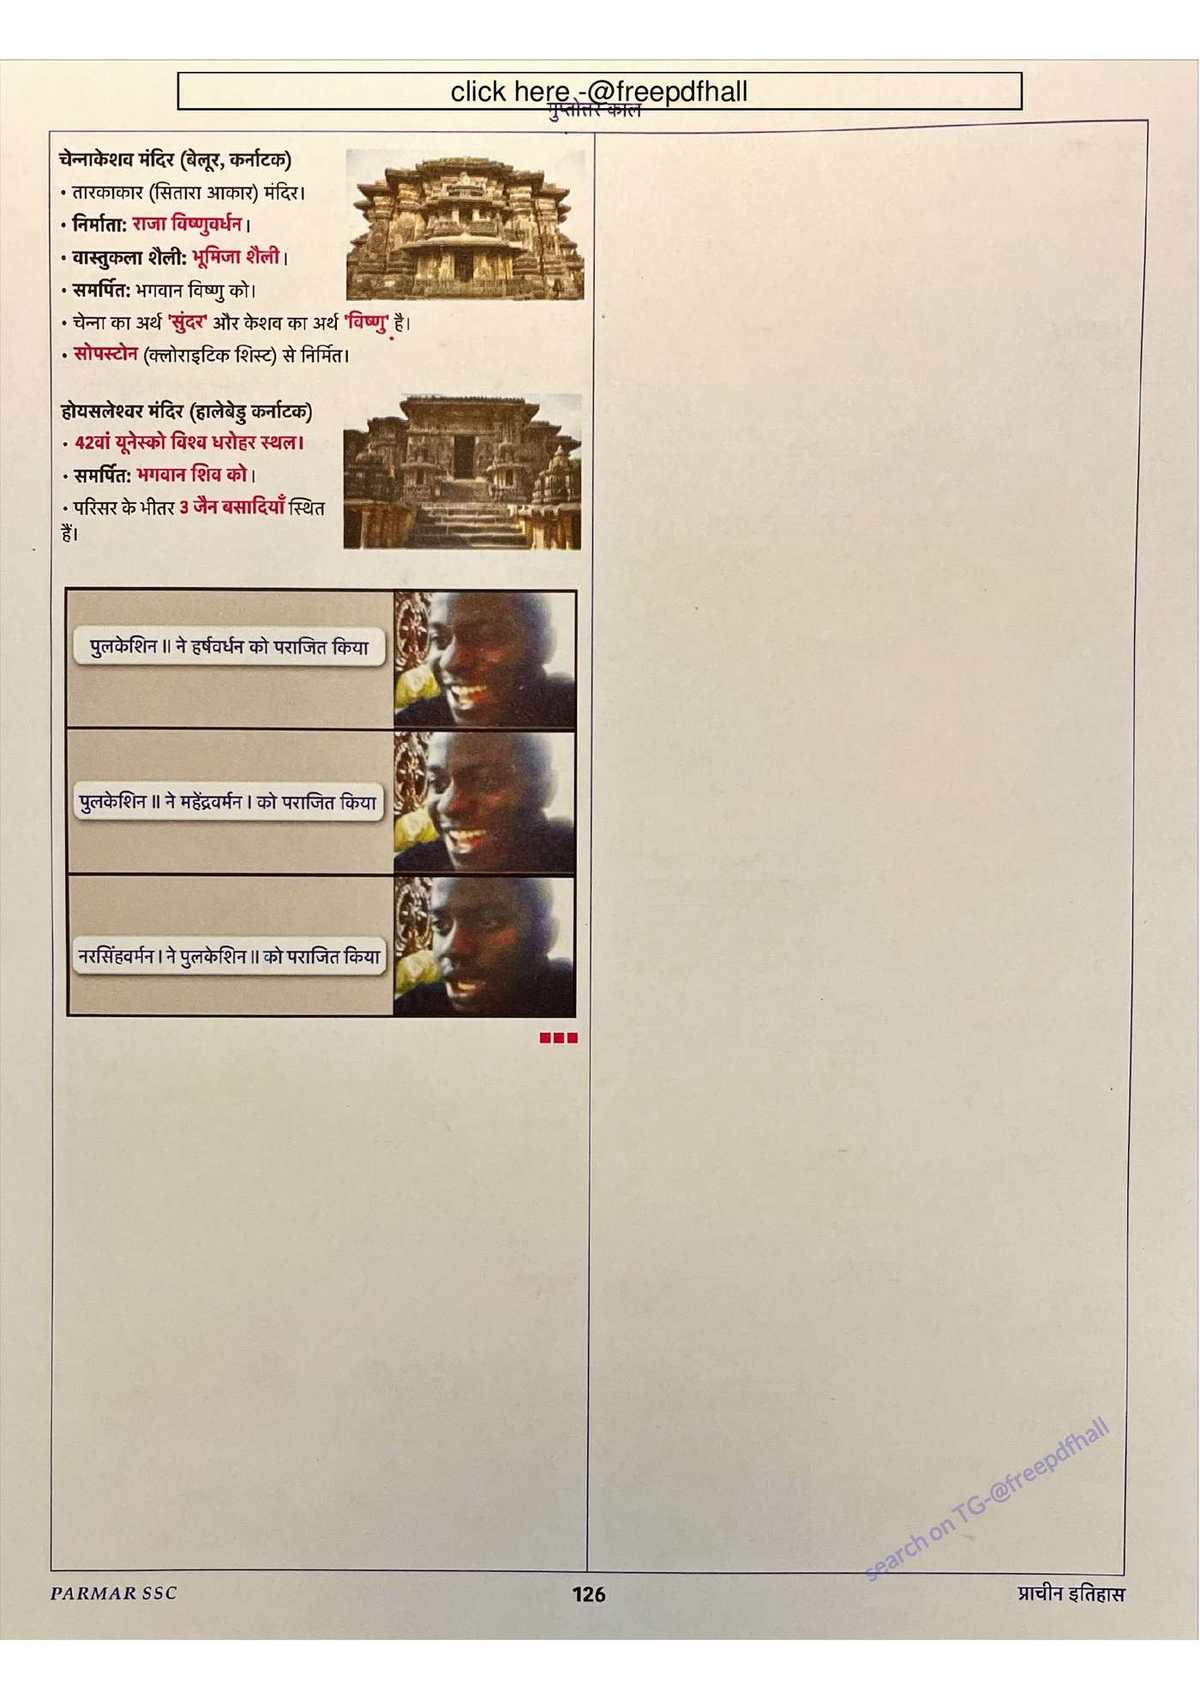 click here -@freepdfhall
गुप्तोत्तर काल
चेन्नाकेशव मंदिर (बेलूर, कर्नाटक)
• तारकाकार (सितारा आकार) मंदिर।
• निर्माता: राजा विष्णुवर्धन।
• वास्तुकला शैली: भूमिजा शैली।
• समर्पित: भगवान विष्णु को।
• चेन्ना का अर्थ 'सुंदर' और केशव का अर्थ 'विष्णु' है।
• सोपस्टोन (क्लोराइटिक शिस्ट) से निर्मित।
होयसलेश्वर मंदिर (हालेबेडु कर्नाटक)
• 42वां यूनेस्को विश्व धरोहर स्थल।
• समर्पित: भगवान शिव को।
• परिसर के भीतर 3 जैन बसादियाँ स्थित
हैं।
पुलकेशिन II ने हर्षवर्धन को पराजित किया
पुलकेशिन II ने महेंद्रवर्मन I को पराजित किया
नरसिंहवर्मन I ने पुलकेशिन II को पराजित किया
search on TG-@freepdfhall
PARMAR SSC
126
प्राचीन इतिहास